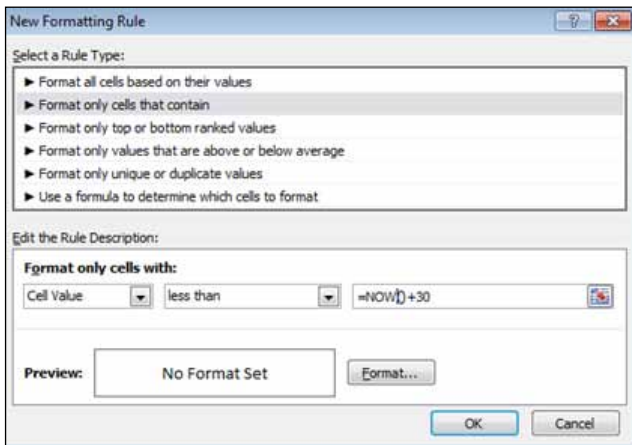 New Formatting Rule
Select a Rule Type:
► Format all cells based on their values
► Format only cells that contain
► Format only top or bottom ranked values
► Format only values that are above or below average
► Format only unique or duplicate values
► Use a formula to determine which cells to format
Edit the Rule Description:
Format only cells with:
Cell Value less than =NOW()+30
Preview: No Format Set Format...
OK Cancel